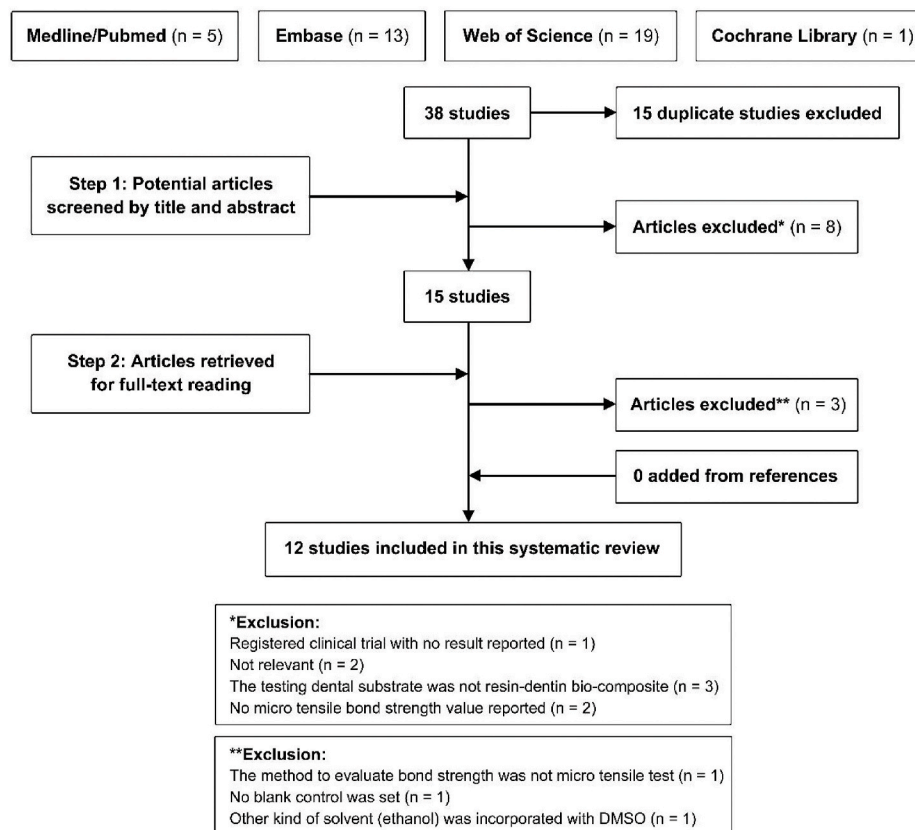 Medline/Pubmed (n = 5)
Embase (n = 13)
Web of Science (n = 19)
Cochrane Library (n = 1)
38 studies
15 duplicate studies excluded
Step 1: Potential articles
screened by title and abstract
Articles excluded* (n = 8)
15 studies
Step 2: Articles retrieved
for full-text reading
Articles excluded** (n = 3)
0 added from references
12 studies included in this systematic review
*Exclusion:
Registered clinical trial with no result reported (n = 1)
Not relevant (n = 2)
The testing dental substrate was not resin-dentin bio-composite (n = 3)
No micro tensile bond strength value reported (n = 2)
**Exclusion:
The method to evaluate bond strength was not micro tensile test (n = 1)
No blank control was set (n = 1)
Other kind of solvent (ethanol) was incorporated with DMSO (n = 1)